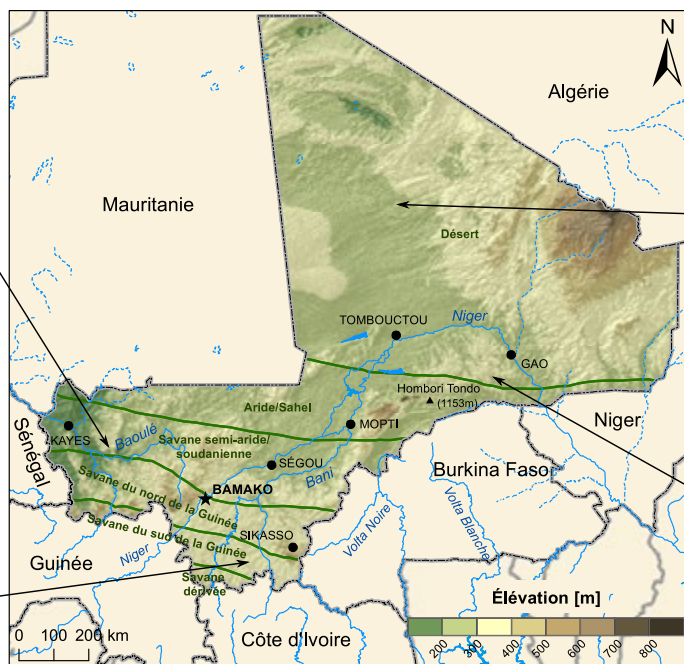 N
Algérie
Mauritanie
Désert
TOMBOUCTOU
Niger
GAO
Hombori Tondo
(1153m)
Aride/Sahel
Niger
Sénégal
KAYES
Baoulé
Savane semi-aride/
soudanienne
MOPTI
SÉGOU
Bani
Burkina Faso
BAMAKO
Savane du nord de la Guinée
Volta Noire
Volta Blanche
Savane du sud de la Guinée
SIKASSO
Niger
Guinée
Savane
dérivée
Côte d'Ivoire
Élévation [m]
0 100 200 km
200 300 400 500 600 700 800